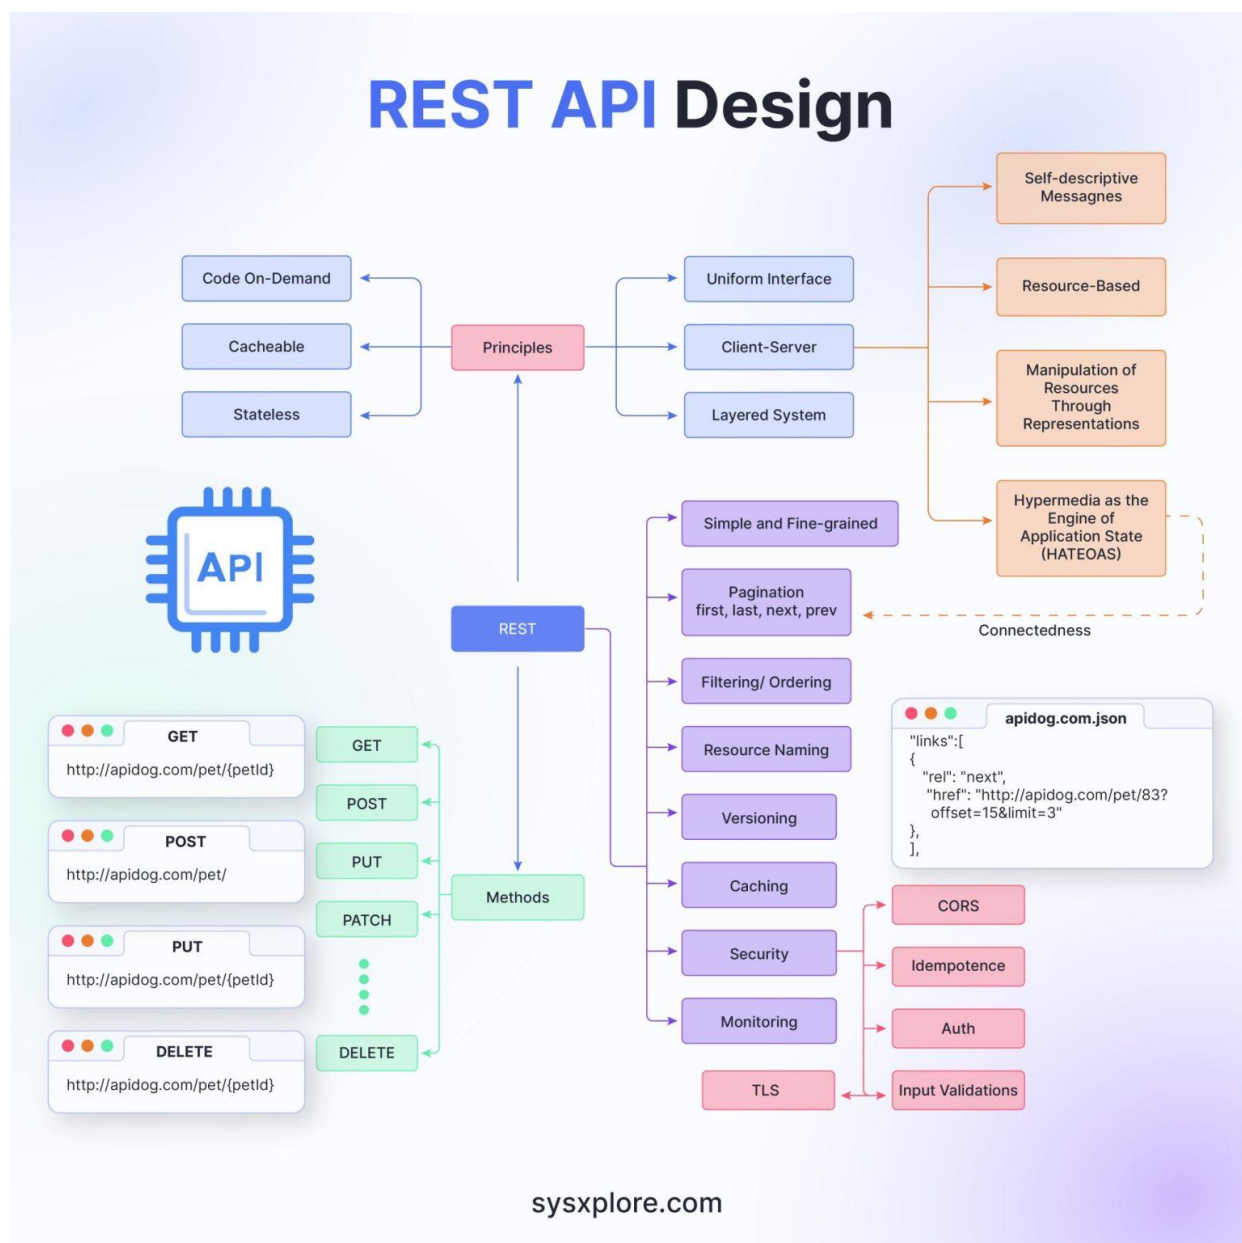 REST API Design
Self-descriptive
Messagnes
Code On-Demand
Uniform Interface
Resource-Based
Cacheable
Principles
Client-Server
Manipulation of
Resources
Through
Representations
Stateless
Layered System
Hypermedia as the
Engine of
Application State
(HATEOAS)
Simple and Fine-grained
API
Pagination
first, last, next, prev
REST
Connectedness
Filtering/ Ordering
apidog.com.json
"links":[
{
"rel": "next",
"href": "http://apidog.com/pet/83?
offset=15&limit=3"
},
],
GET
http://apidog.com/pet/{petId}
GET
Resource Naming
POST
Versioning
POST
http://apidog.com/pet/
PUT
Caching
Methods
PATCH
CORS
PUT
http://apidog.com/pet/{petId}
Security
Idempotence
Monitoring
Auth
DELETE
http://apidog.com/pet/{petId}
DELETE
TLS
Input Validations
sysxplore.com